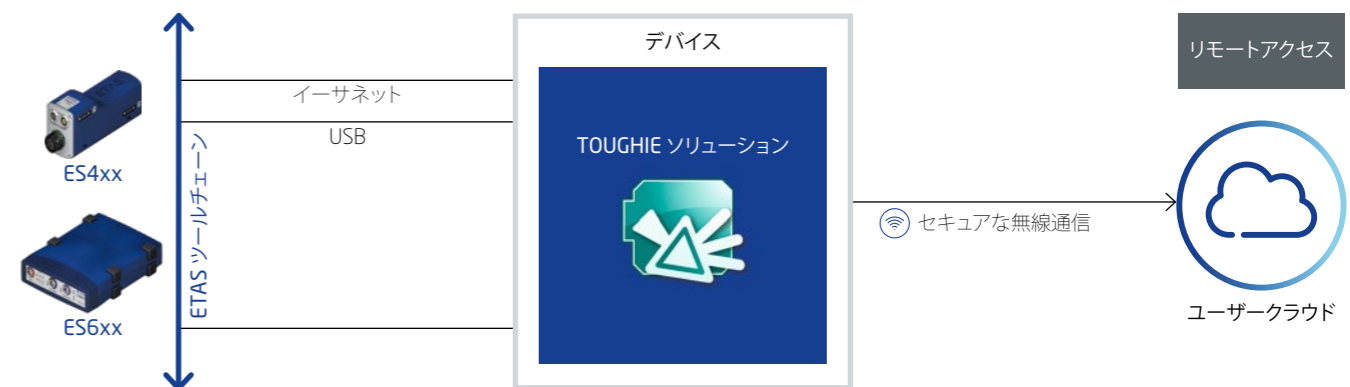 デバイス
リモートアクセス
イーサネット
USB
ETAS ツールチェーン
ETAS
ES4xx
ES6xx
TOUGHIE ソリューション
セキュアな無線通信
ユーザークラウド